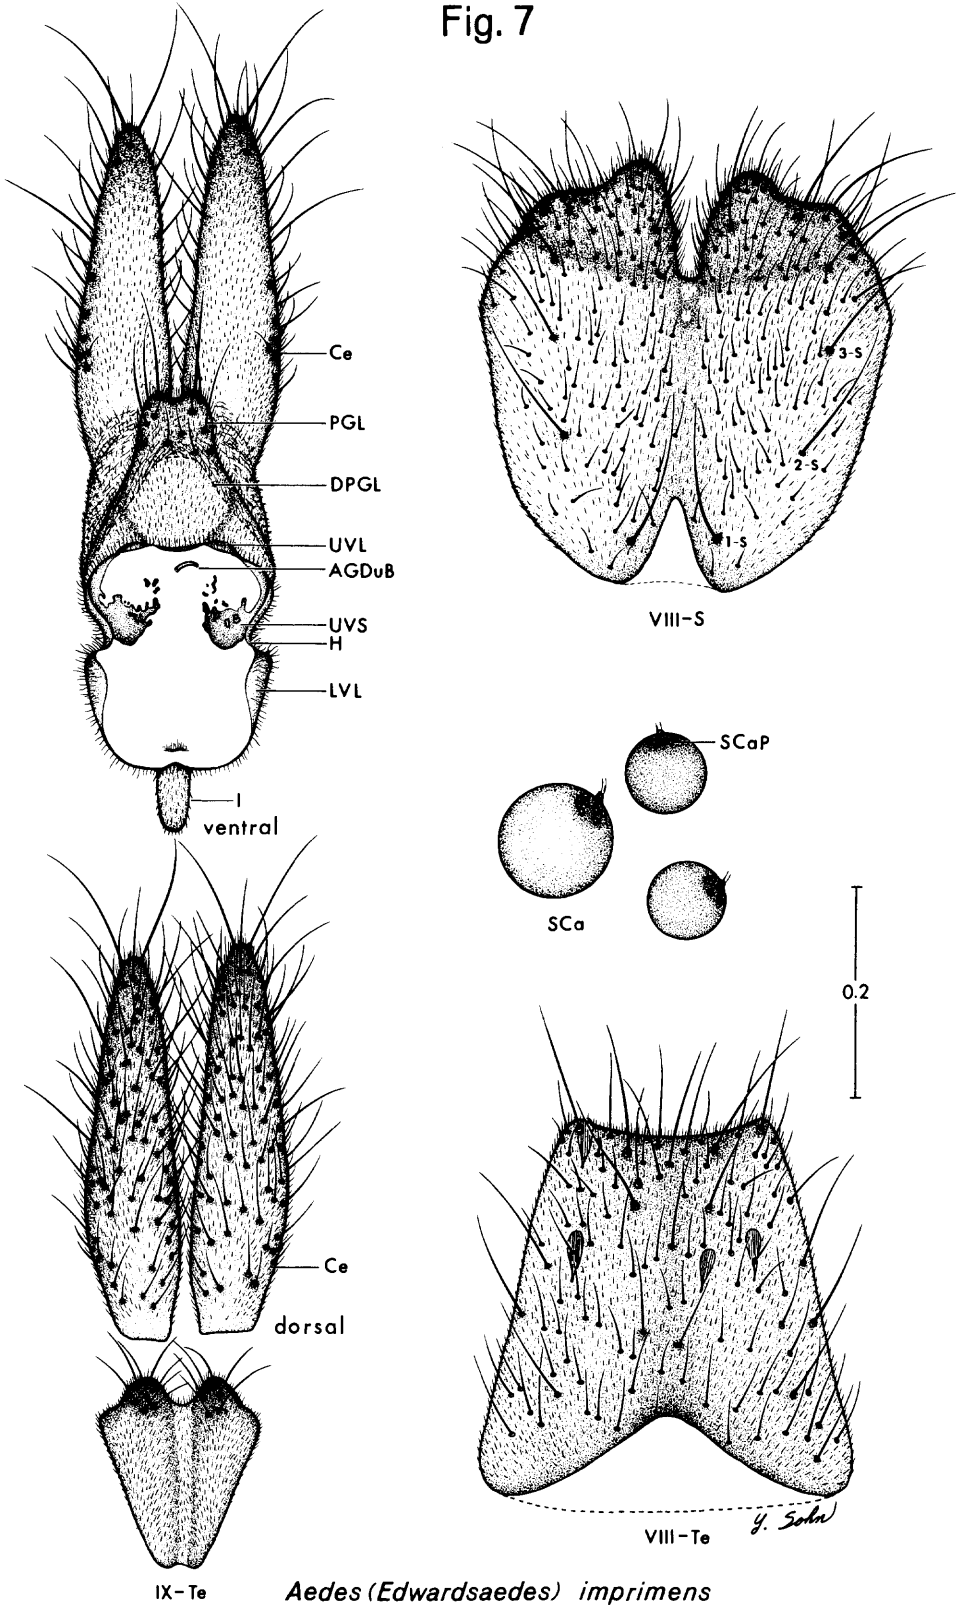 Fig. 7
Ce
PGL
DPGL
UVL
AGDuB
UVS
H
LVL
I
ventral
3-S
2-S
1-S
VIII-S
SCaP
SCa
0.2
Ce
dorsal
IX-Te
VIII-Te
Y. Sohn
Aedes (Edwardsaedes) imprimens